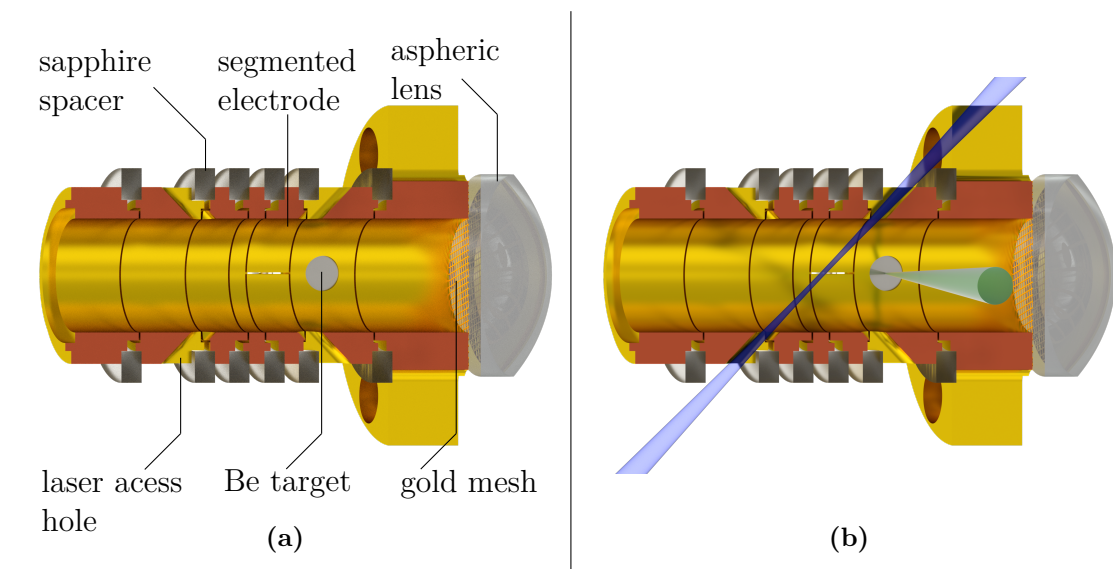 sapphire
spacer
segmented
electrode
aspheric
lens
laser acess
hole
Be target
gold mesh
(a)
(b)